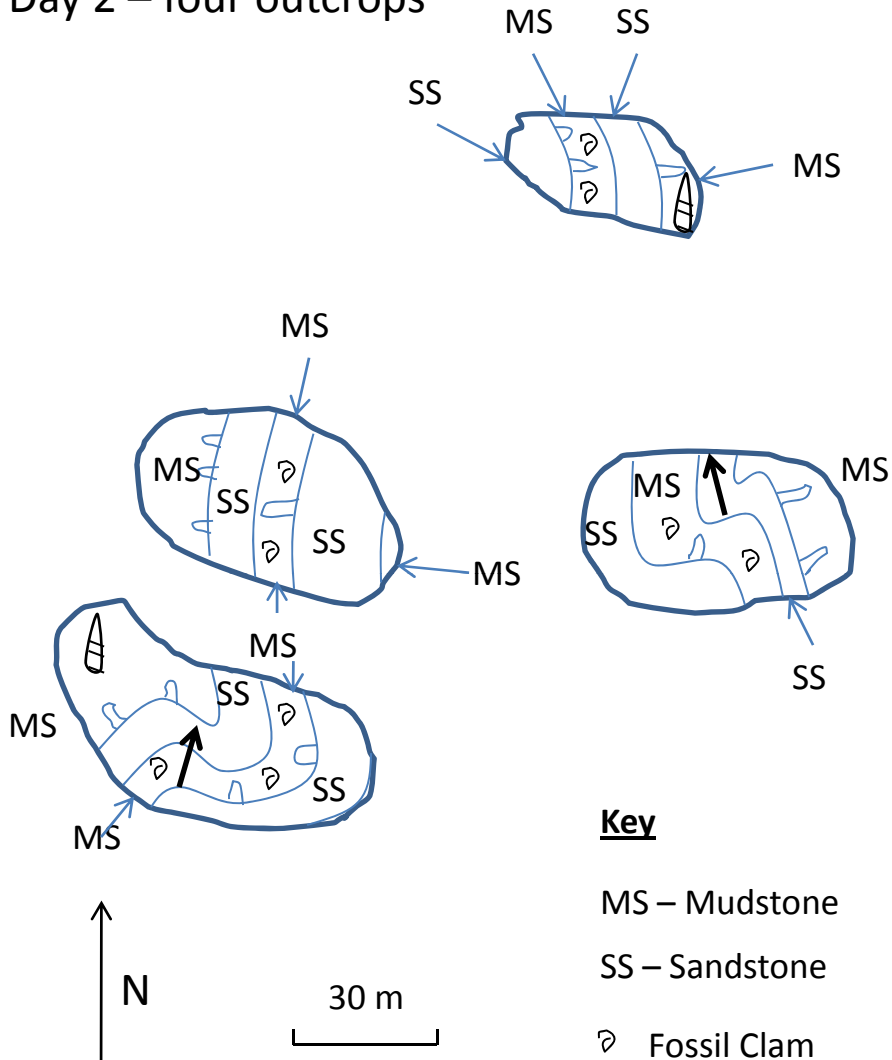 Day 2 – four outcrops
MS SS
SS
MS
MS
MS
SS
SS
MS
MS
MS
SS
MS
SS
SS
MS
SS
MS
SS
MS
Key
MS – Mudstone
SS – Sandstone
N
30 m
Fossil Clam